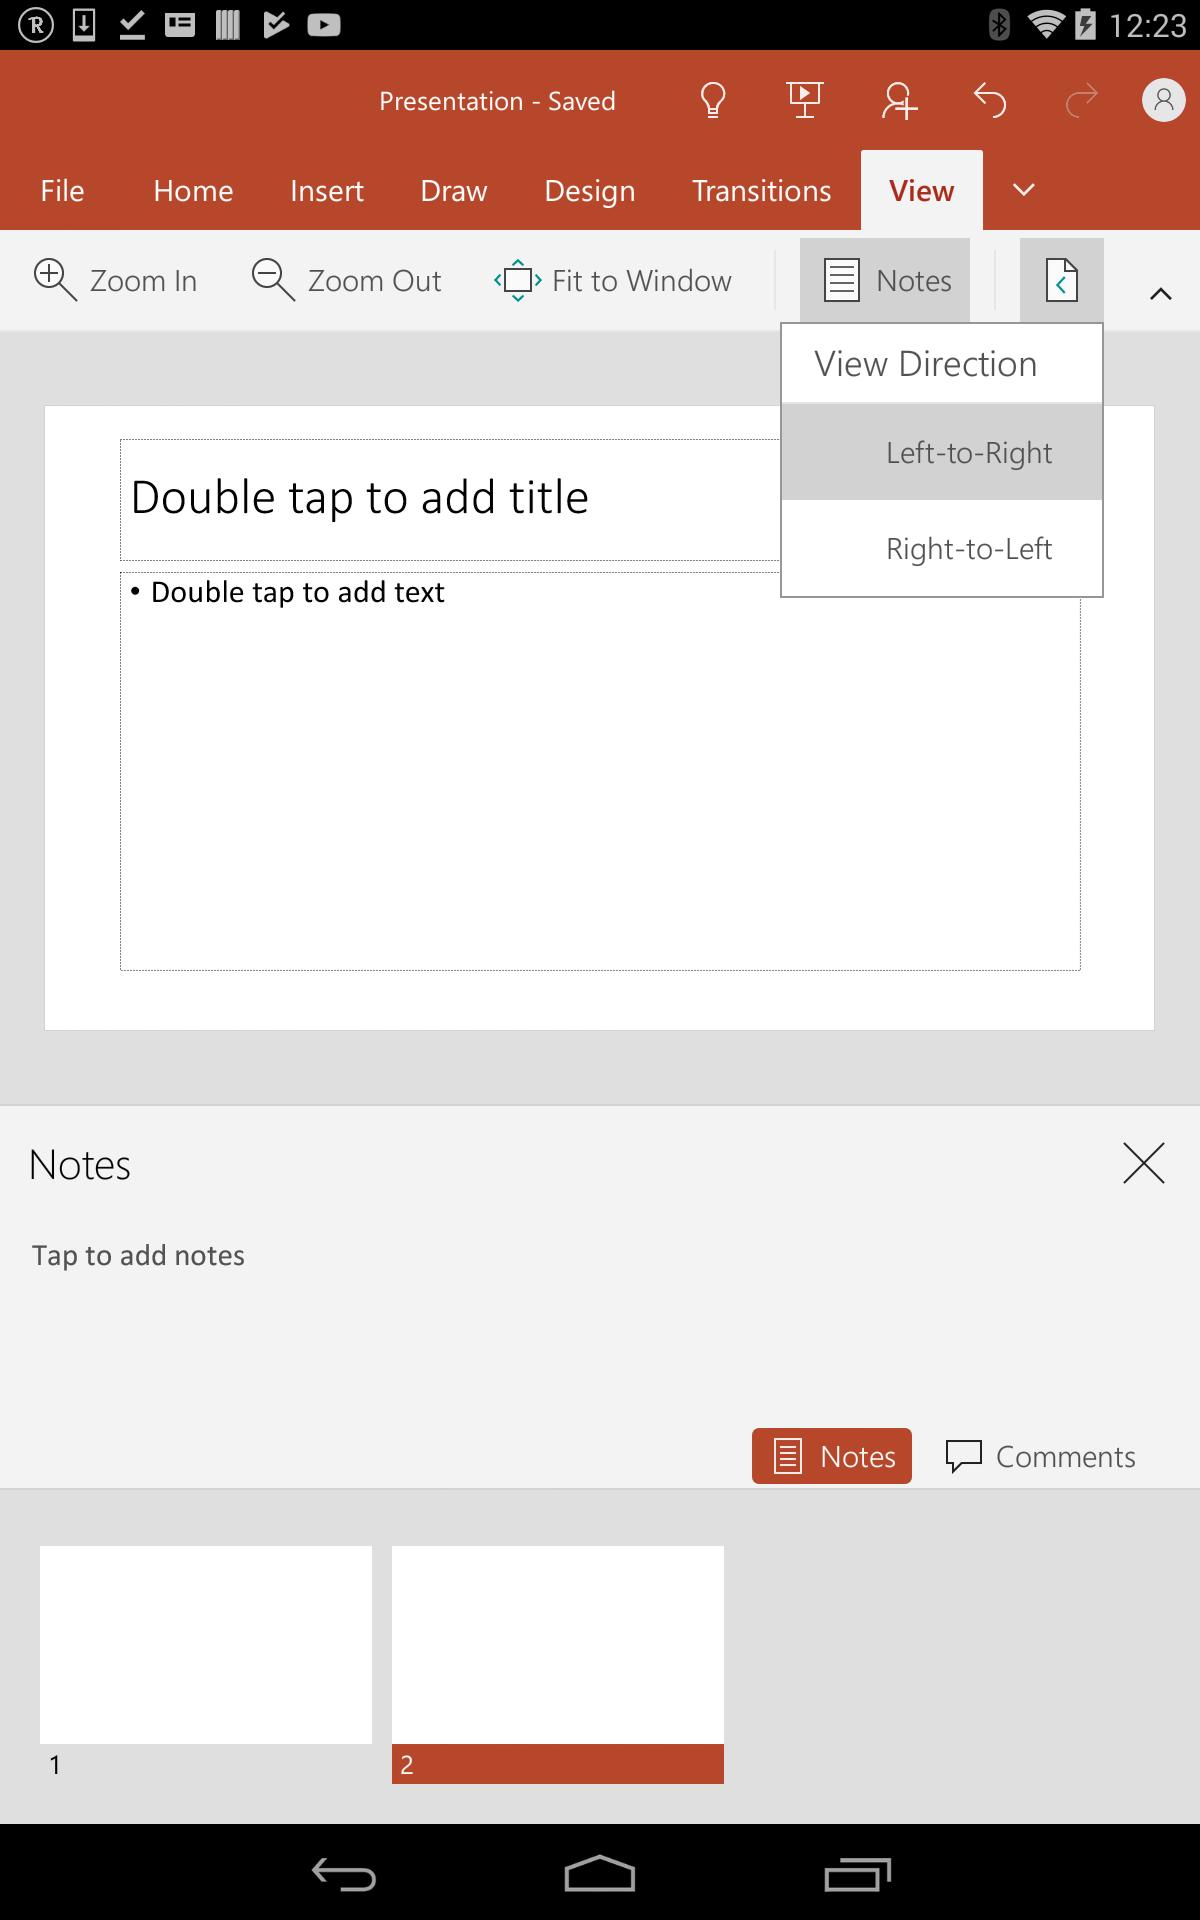 12:23
Presentation - Saved
File Home Insert Draw Design Transitions View
Zoom In Zoom Out Fit to Window Notes
View Direction
Left-to-Right
Right-to-Left
Double tap to add title
• Double tap to add text
Notes
Tap to add notes
Notes Comments
1 2